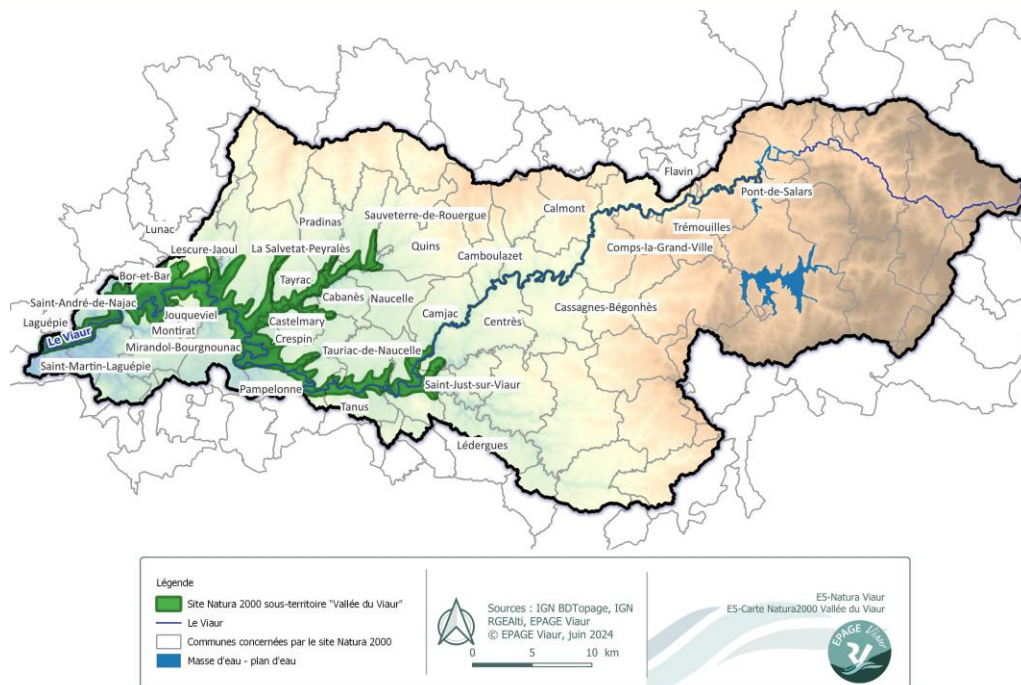 Flavin
Pont-de-Salars
Calmont
Trémouilles
Sauveterre-de-Rouergue
Pradinas
Lunac
Quins
Comps-la-Grand-Ville
Lescure-Jaoul
La Salvetat-Peyralès
Camboulazet
Bor-et-Bar
Tayrac
Cabanès
Naucelle
Saint-André-de-Najac
Cassagnes-Bégonhès
Jouqueviel
Camjac
Centrès
Laguépie
Castelmary
Montirat
Le Viaur
Crespin
Mirandol-Bourgnounac
Tauriac-de-Naucelle
Saint-Martin-Laguépie
Pampelonne
Saint-Just-sur-Viaur
Tanus
Lédergues
Légende
Site Natura 2000 sous-territoire "Vallée du Viaur"
Le Viaur
Communes concernées par le site Natura 2000
Masse d'eau - plan d'eau
Sources : IGN BDTopage, IGN
RGEAlti, EPAGE Viaur
© EPAGE Viaur, juin 2024
0 5 10 km
E5-Natura Viaur
E5-Carte Natura2000 Vallée du Viaur
EPAGE Viaur